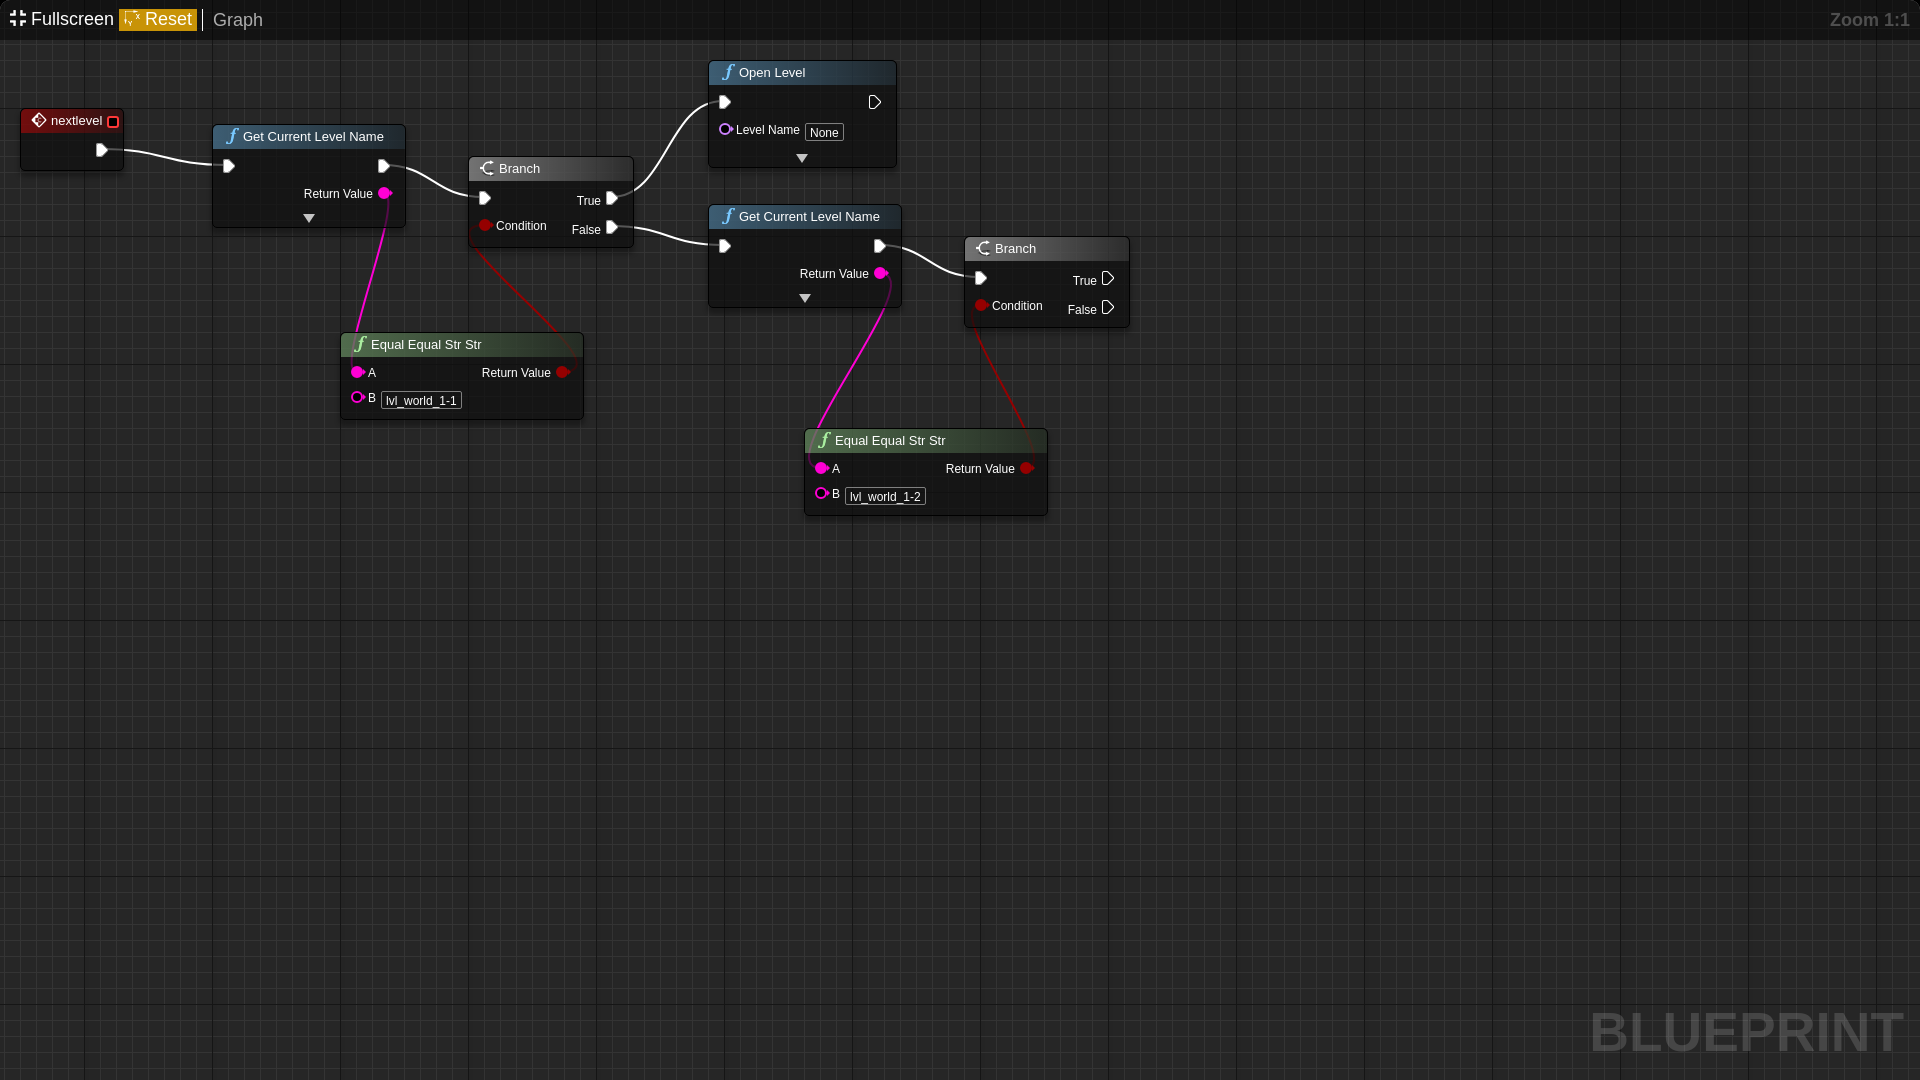 Fullscreen Reset Graph
Zoom 1:1
nextlevel
Get Current Level Name
Return Value
Branch
True
Condition
False
Equal Equal Str Str
A
Return Value
B lvl_world_1-1
Open Level
Level Name None
Get Current Level Name
Return Value
Branch
True
Condition
False
Equal Equal Str Str
A
Return Value
B lvl_world_1-2
BLUEPRINT